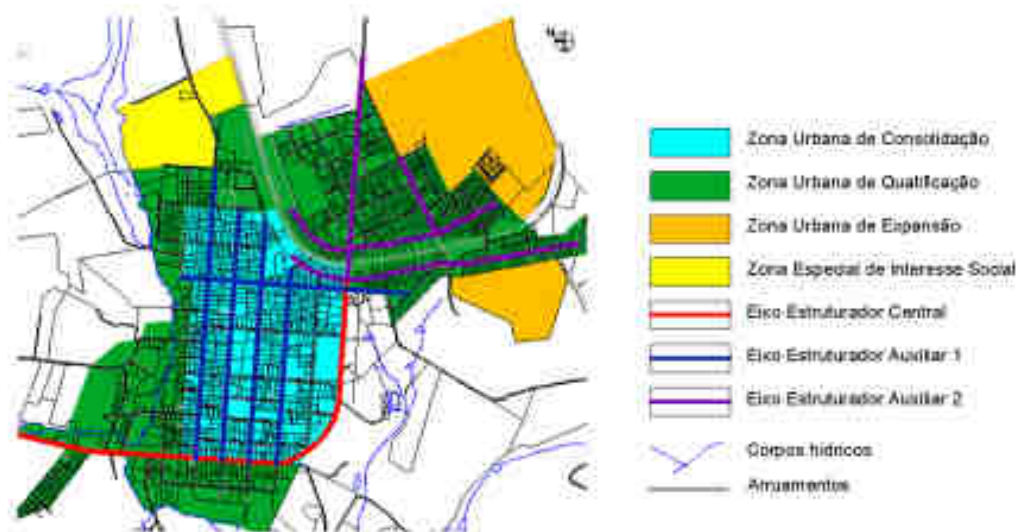 Zona Urbana de Consolidação
Zona Urbana de Qualificação
Zona Urbana de Expansão
Zona Especial de Interesse Social
Eixo Estruturador Central
Eixo Estruturador Auxiliar 1
Eixo Estruturador Auxiliar 2
Corpos hídricos
Arruamentos